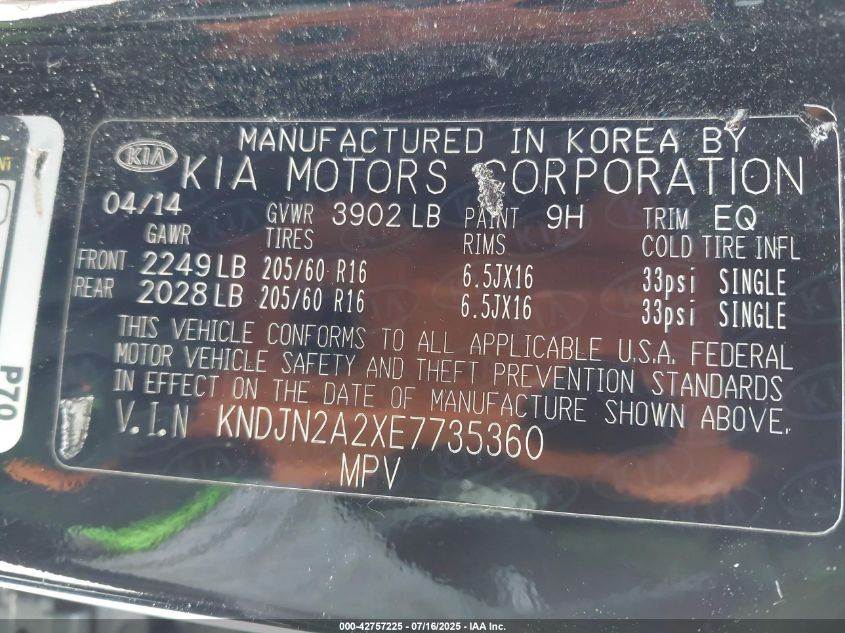 MANUFACTURED IN KOREA BY
KIA KIA MOTORS CORPORATION
04/14 GVWR 3902 LB PAINT 9H TRIM EQ
GAWR TIRES RIMS COLD TIRE INFL
FRONT 2249 LB 205/60 R16 6.5JX16 33psi SINGLE
REAR 2028 LB 205/60 R16 6.5JX16 33psi SINGLE
THIS VEHICLE CONFORMS TO ALL APPLICABLE U.S.A. FEDERAL
MOTOR VEHICLE SAFETY AND THEFT PREVENTION STANDARDS
IN EFFECT ON THE DATE OF MANUFACTURE SHOWN ABOVE.
V.I.N KNDJN2A2XE7735360
MPV
P70
000-42757225 - 07/16/2025 - IAA Inc.